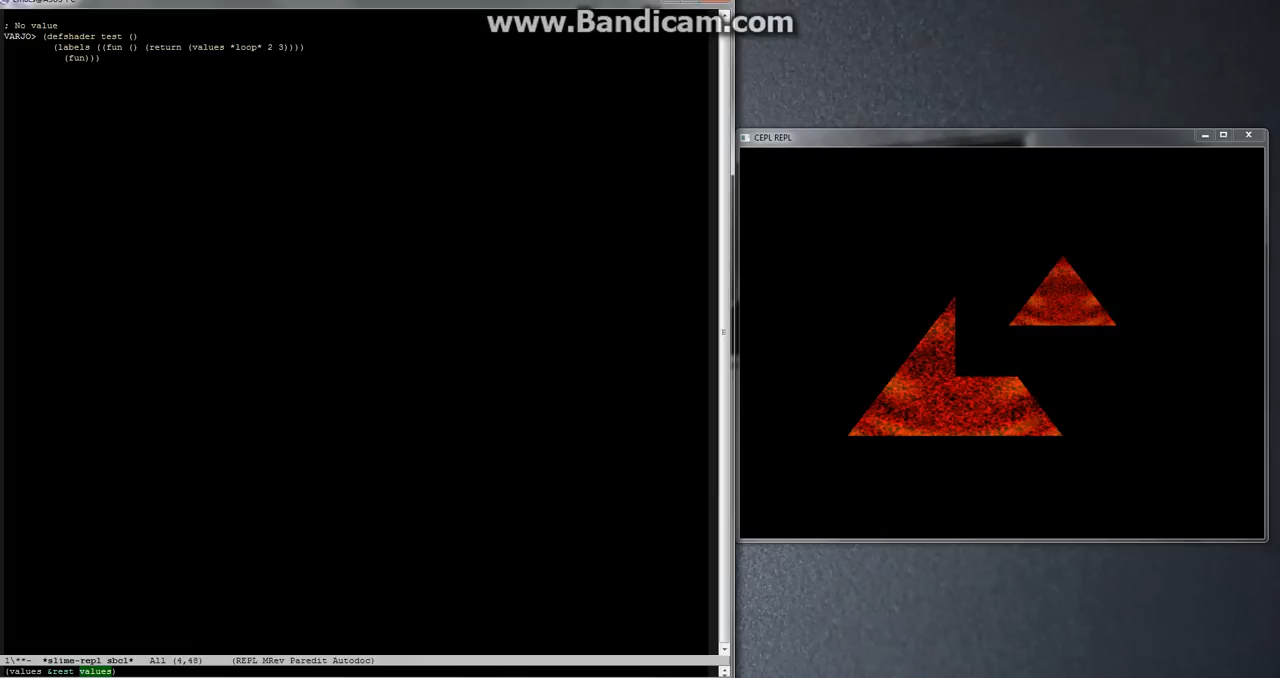 www.Bandicam.com
; No value
VARJO> (defshader test ()
(labels ((fun () (return (values *loop* 2 3))))
(fun)))
CEPL REPL
1\**- *slime-repl sbcl* All (4,48) (REPL MRev Paredit Autodoc)
(values &rest values)